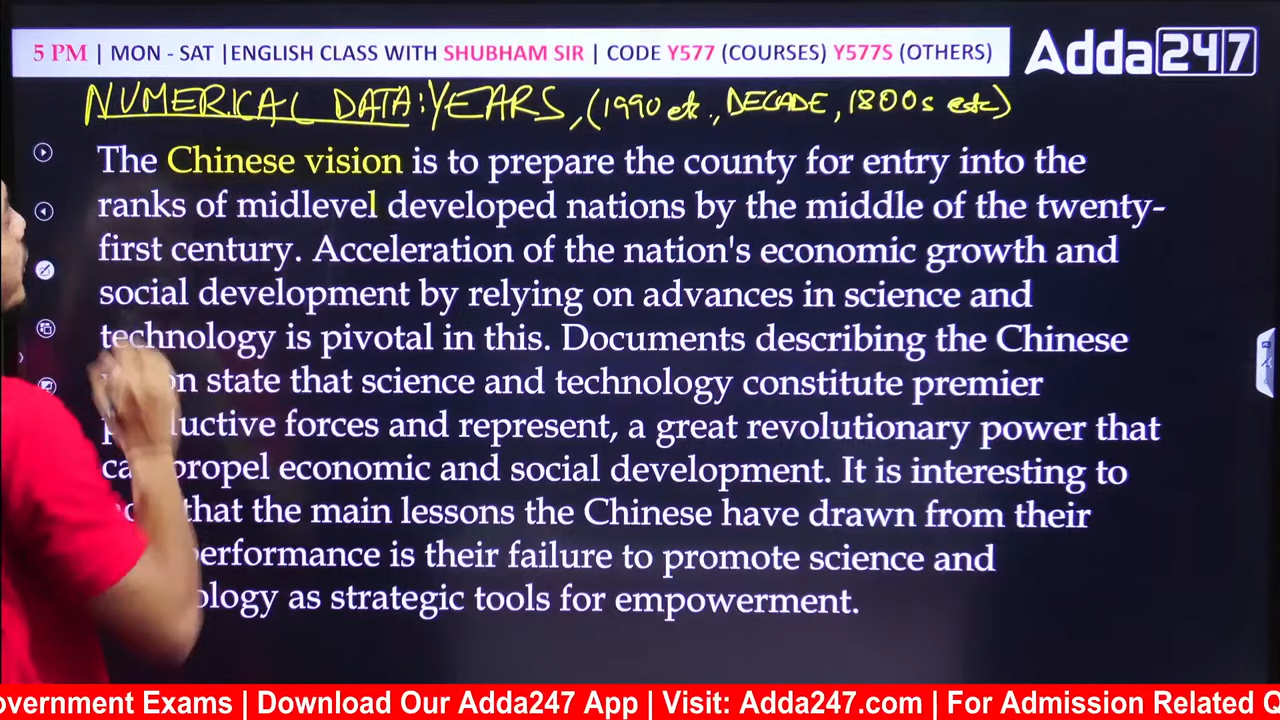 5 PM | MON - SAT |ENGLISH CLASS WITH SHUBHAM SIR | CODE Y577 (COURSES) Y577S (OTHERS)
Adda247
NUMERICAL DATA: YEARS, (1990 etc., DECADE, 1800s etc)
The Chinese vision is to prepare the county for entry into the
ranks of midlevel developed nations by the middle of the twenty-
first century. Acceleration of the nation's economic growth and
social development by relying on advances in science and
technology is pivotal in this. Documents describing the Chinese
state that science and technology constitute premier
forces and represent, a great revolutionary power that
propel economic and social development. It is interesting to
that the main lessons the Chinese have drawn from their
performance is their failure to promote science and
as strategic tools for empowerment.
overnment Exams | Download Our Adda247 App | Visit: Adda247.com | For Admission Related Q